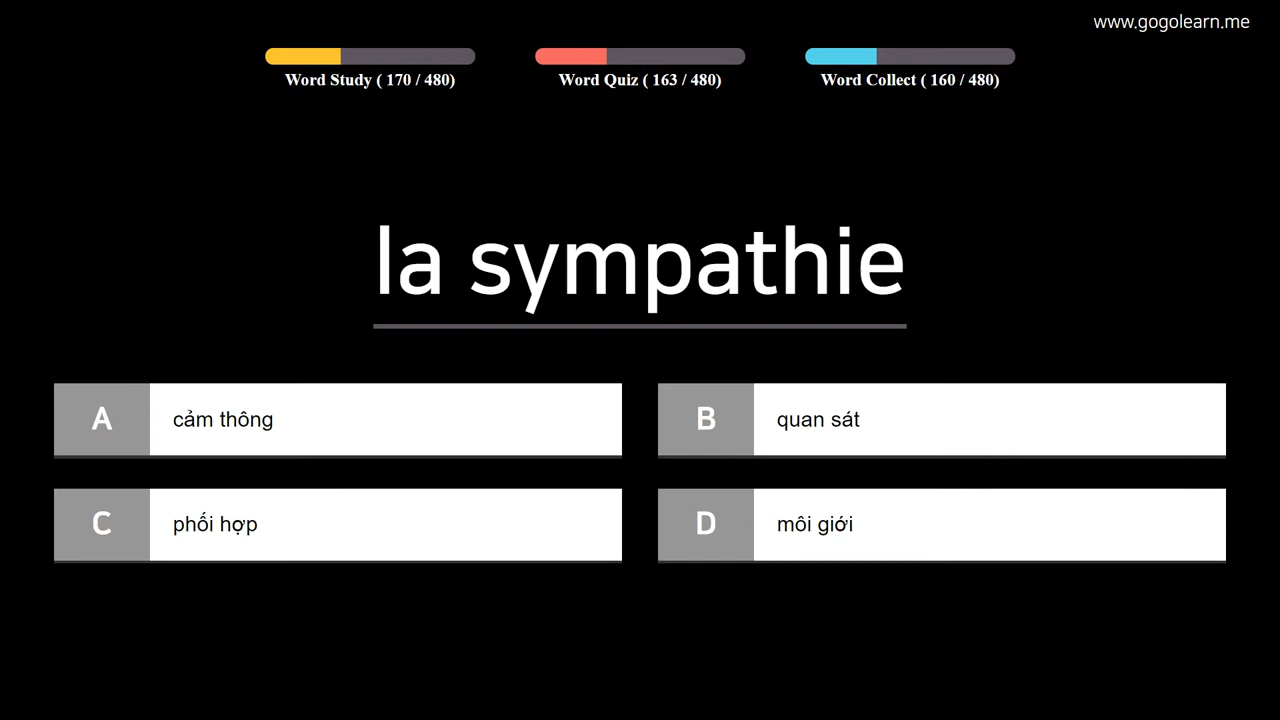 www.gogolearn.me
Word Study ( 170 / 480)
Word Quiz ( 163 / 480)
Word Collect ( 160 / 480)
la sympathie
A cảm thông
B quan sát
C phối hợp
D môi giới